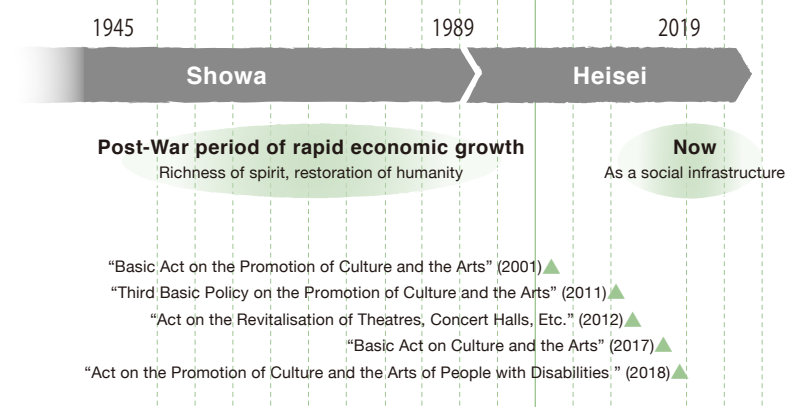 1945 1989 2019
Showa Heisei
Post-War period of rapid economic growth Now
Richness of spirit, restoration of humanity As a social infrastructure
“Basic Act on the Promotion of Culture and the Arts” (2001)
“Third Basic Policy on the Promotion of Culture and the Arts” (2011)
“Act on the Revitalisation of Theatres, Concert Halls, Etc.” (2012)
“Basic Act on Culture and the Arts” (2017)
“Act on the Promotion of Culture and the Arts of People with Disabilities ” (2018)